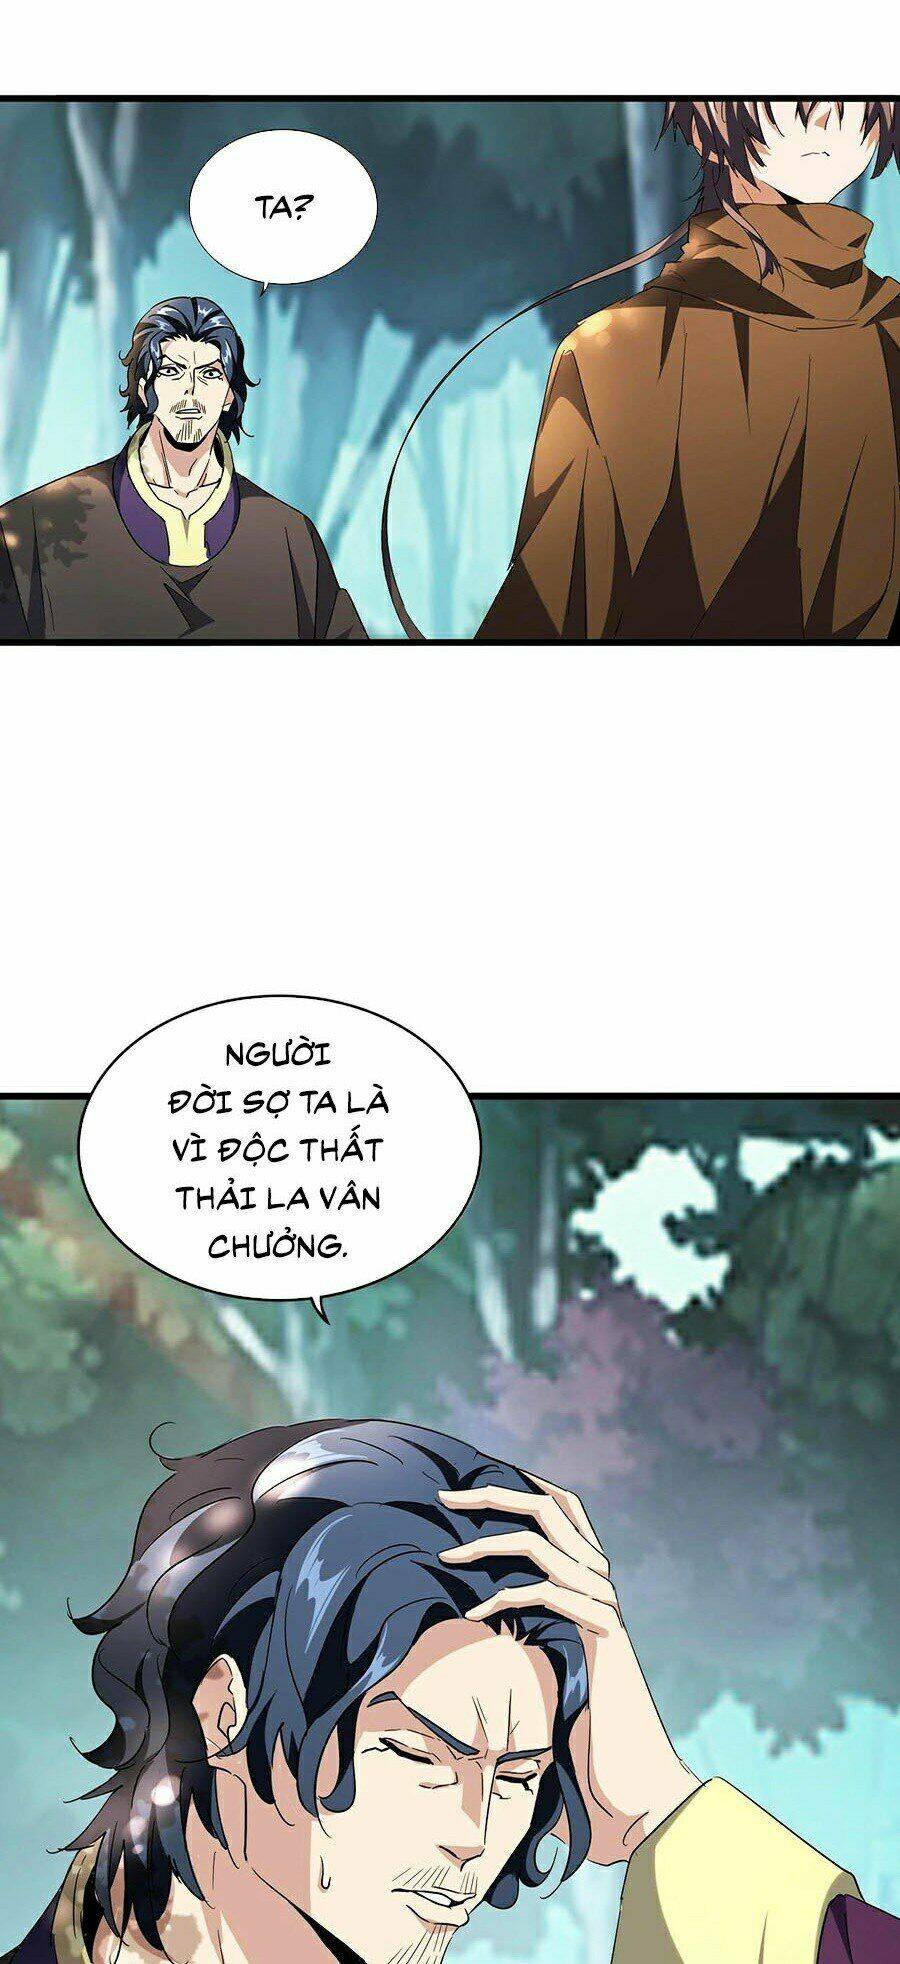 TA?
NGƯỜI
ĐỜI SỢ TA LÀ
VÌ ĐỘC THẤT
THẢI LA VÂN
CHƯỞNG.